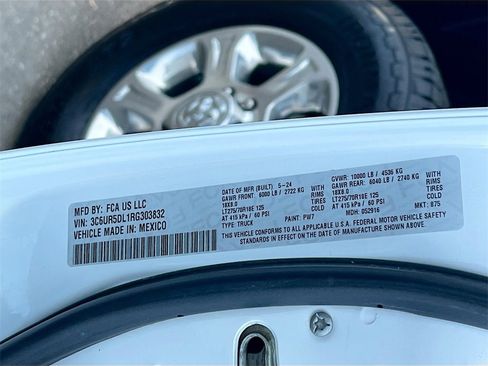 MFD BY: FCA US LLC
VIN: 3C6UR5DL1RG303832
VEHICLE MADE IN: MEXICO
DATE OF MFR (BUILT) 5-24
GAWR FRONT: 6000 LB / 2722 KG WITH
18X8.0 RIMS
LT275/70R18E 125 TIRES
AT 415 kPa / 60 PSI
TYPE: TRUCK
PAINT: PW7
GVWR: 10000 LB / 4536 KG
GAWR REAR: 6040 LB / 2740 KG WITH
18X8.0 RIMS
LT275/70R18E 125 TIRES
AT 415 kPa / 60 PSI
MDH: 052916
MKT: 875
THIS VEHICLE CONFORMS TO ALL APPLICABLE U.S.A. FEDERAL MOTOR VEHICLE SAFETY
STANDARDS IN EFFECT ON THE DATE OF MANUFACTURE SHOWN ABOVE.